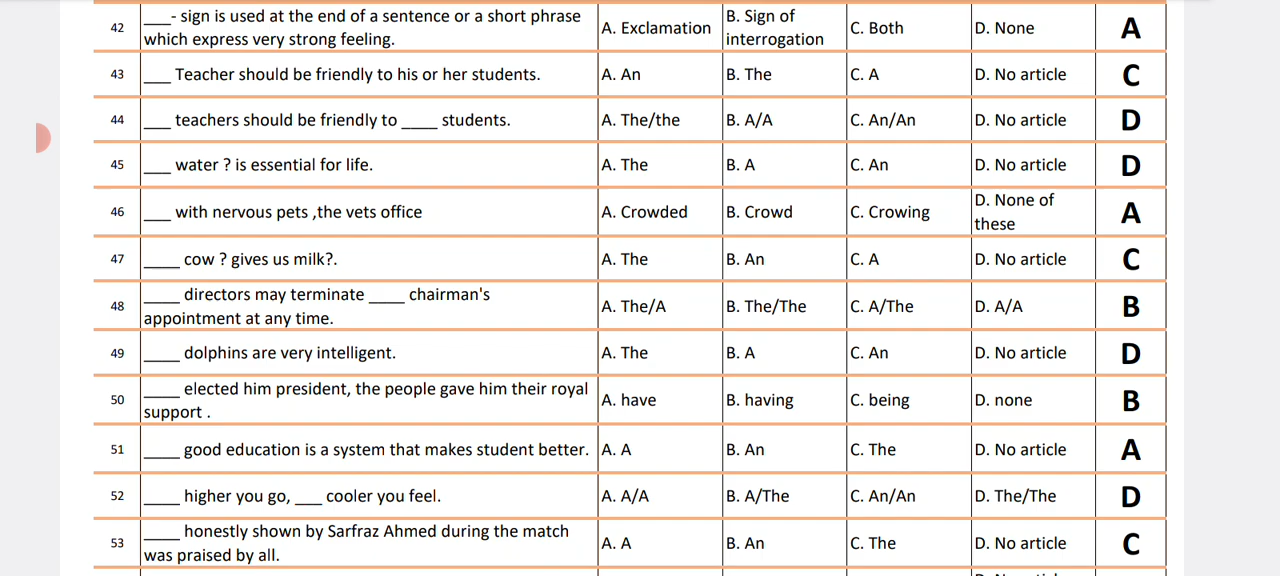 42 ___- sign is used at the end of a sentence or a short phrase which express very strong feeling. A. Exclamation B. Sign of interrogation C. Both D. None A
43 ___ Teacher should be friendly to his or her students. A. An B. The C. A D. No article C
44 ___ teachers should be friendly to ____ students. A. The/the B. A/A C. An/An D. No article D
45 ___ water ? is essential for life. A. The B. A C. An D. No article D
46 ___ with nervous pets ,the vets office A. Crowded B. Crowd C. Crowing D. None of these A
47 ____ cow ? gives us milk?. A. The B. An C. A D. No article C
48 ____ directors may terminate ____ chairman's appointment at any time. A. The/A B. The/The C. A/The D. A/A B
49 ____ dolphins are very intelligent. A. The B. A C. An D. No article D
50 ____ elected him president, the people gave him their royal support . A. have B. having C. being D. none B
51 ____ good education is a system that makes student better. A. A B. An C. The D. No article A
52 ____ higher you go, ___ cooler you feel. A. A/A B. A/The C. An/An D. The/The D
53 ____ honestly shown by Sarfraz Ahmed during the match was praised by all. A. A B. An C. The D. No article C